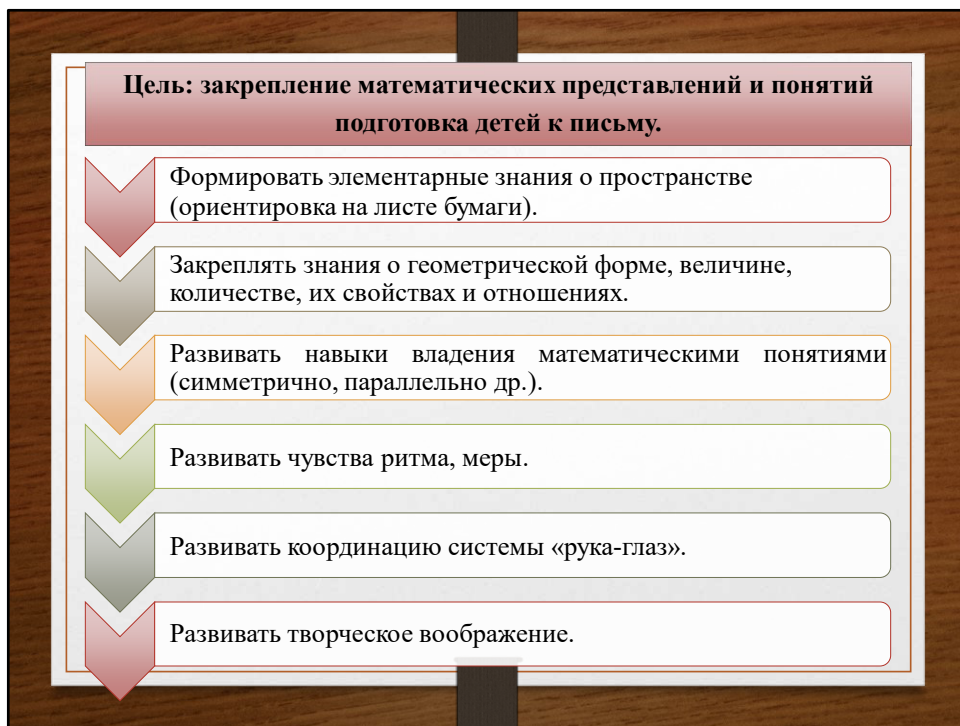 Цель: закрепление математических представлений и понятий
подготовка детей к письму.
Формировать элементарные знания о пространстве
(ориентировка на листе бумаги).
Закреплять знания о геометрической форме, величине,
количестве, их свойствах и отношениях.
Развивать навыки владения математическими понятиями
(симметрично, параллельно др.).
Развивать чувства ритма, меры.
Развивать координацию системы «рука-глаз».
Развивать творческое воображение.